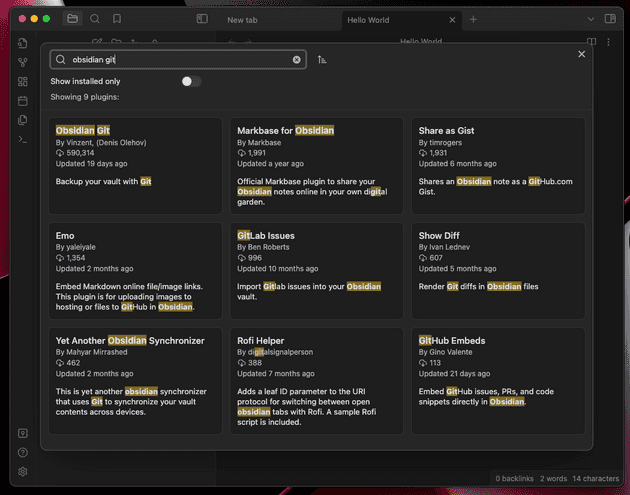 New tab
Hello World
Hello World
obsidian git
Show installed only
Showing 9 plugins:
Obsidian Git
By Vinzent, (Denis Olehov)
590,314
Updated 19 days ago
Backup your vault with Git
Markbase for Obsidian
By Markbase
1,991
Updated a year ago
Official Markbase plugin to share your
Obsidian notes online in your own digital
garden.
Share as Gist
By timrogers
1,931
Updated 6 months ago
Shares an Obsidian note as a GitHub.com
Gist.
Emo
By yaleiyale
1,354
Updated 2 months ago
Embed Markdown online file/image links.
This plugin is for uploading images to
hosting or files to GitHub in Obsidian.
GitLab Issues
By Ben Roberts
996
Updated 10 months ago
Import Gitlab issues into your Obsidian
vault.
Show Diff
By Ivan Lednev
607
Updated 5 months ago
Render Git diffs in Obsidian files
Yet Another Obsidian Synchronizer
By Mahyar Mirrashed
462
Updated 2 months ago
This is yet another obsidian synchronizer
that uses Git to synchronize your vault
contents across devices.
Rofi Helper
By digitalsignalperson
388
Updated 7 months ago
Adds a leaf ID parameter to the URI
protocol for switching between open
obsidian tabs with Rofi. A sample Rofi
script is included.
GitHub Embeds
By Gino Valente
113
Updated 21 days ago
Embed GitHub issues, PRs, and code
snippets directly in Obsidian.
0 backlinks 2 words 14 characters